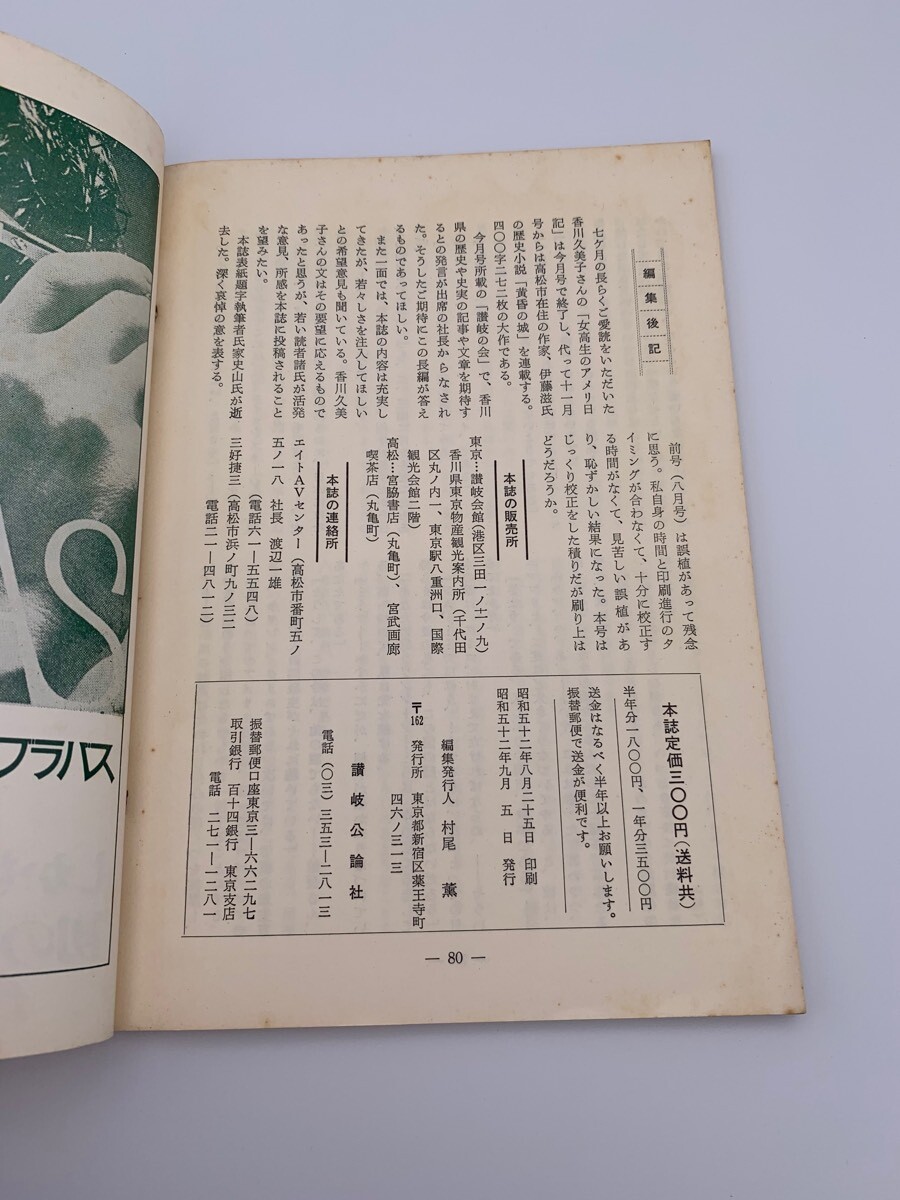 編集後記
七ケ月の長らくご愛読をいただいた
香川久美子さんの「女高生のアメリ日
記」は今月号で終了し、代って十一月
号からは高松市在住の作家、伊藤滋氏
の歴史小説「黄昏の城」を連載する。
四〇〇字二七二枚の大作である。
今月号所載の「讃岐の会」で、香川
県の歴史や史実の記事や文章を期待す
るとの発言が出席の社長からなされ
た。そうしたご期待にこの長編が答え
るものであってほしい。
また一面では、本誌の内容は充実し
てきたが、若々しさを注入してほしい
との希望意見も聞いている。香川久美
子さんの文はその要望に応えるもので
あったと思うが、若い読者諸氏が活発
な意見、所感を本誌に投稿されること
を望みたい。
本誌表紙題字執筆者氏家史山氏が逝
去した。深く哀悼の意を表する。
前号（八月号）は誤植があって残念
に思う。私自身の時間と印刷進行のタ
イミングが合わなくて、十分に校正す
る時間がなくて、見苦しい誤植があ
り、恥ずかしい結果になった。本号は
じっくり校正をした積りだが刷り上は
どうだろうか。
本誌の販売所
東京…讃岐会館（港区三田一ノ十一ノ九）
香川県東京物産観光案内所（千代田
区丸ノ内一、東京駅八重洲口、国際
観光会館二階）
高松…宮脇書店（丸亀町）、宮武画廊
喫茶店（丸亀町）
本誌の連絡所
エイトAVセンター（高松市番町五ノ
五ノ一八 社長 渡辺一雄
（電話六一―五五四八）
三好捷三（高松市浜ノ町九ノ三二
電話二一―四八一二）
本誌定価三〇〇円（送料共）
半年分一八〇〇円、一年分三五〇〇円
送金はなるべく半年以上お願いします。
振替郵便で送金が便利です。
昭和五十二年八月二十五日 印刷
昭和五十二年九月 五 日 発行
編集発行人 村尾 薫
〒162 発行所 東京都新宿区薬王寺町
四六ノ三一三
讃岐公論社
電話（〇三）三五三―二八一三
振替郵便口座東京三―六六二九七
取引銀行 百十四銀行 東京支店
電話 二七一―一二八一
― 80 ―
ブラバス